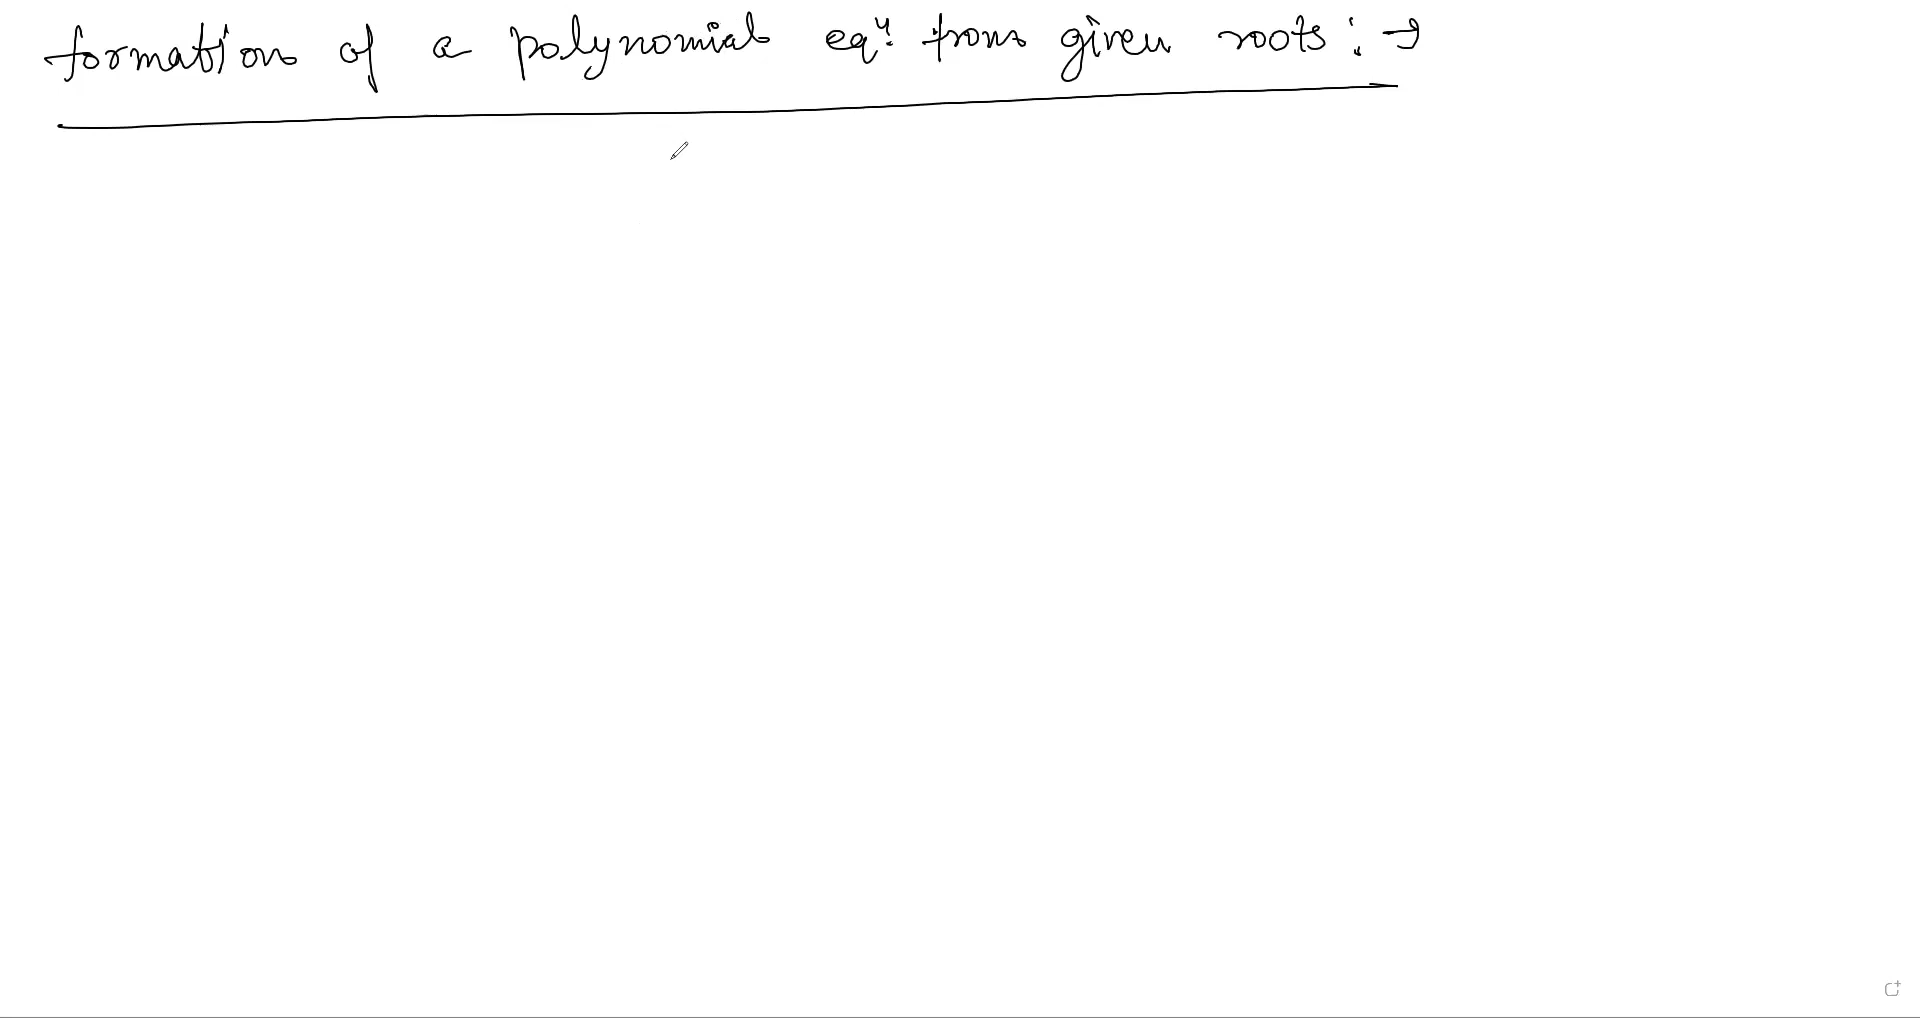 formation of a polynomial eqⁿ. from given roots : →